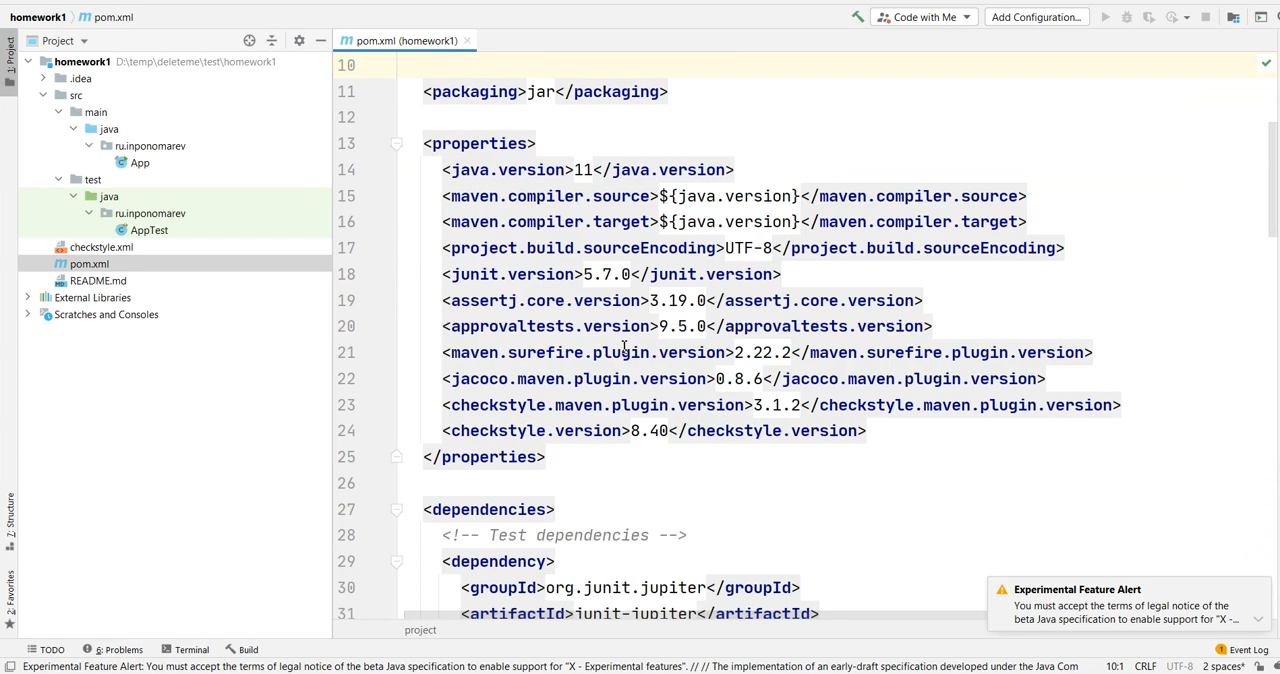 homework1 pom.xml Code with Me Add Configuration...
1: Project
Project
pom.xml (homework1)
homework1 D:\temp\deleteme\test\homework1
.idea
src
main
java
ru.inponomarev
App
test
java
ru.inponomarev
AppTest
checkstyle.xml
pom.xml
README.md
External Libraries
Scratches and Consoles
7: Structure
2: Favorites
10
11 <packaging>jar</packaging>
12
13 <properties>
14 <java.version>11</java.version>
15 <maven.compiler.source>${java.version}</maven.compiler.source>
16 <maven.compiler.target>${java.version}</maven.compiler.target>
17 <project.build.sourceEncoding>UTF-8</project.build.sourceEncoding>
18 <junit.version>5.7.0</junit.version>
19 <assertj.core.version>3.19.0</assertj.core.version>
20 <approvaltests.version>9.5.0</approvaltests.version>
21 <maven.surefire.plugin.version>2.22.2</maven.surefire.plugin.version>
22 <jacoco.maven.plugin.version>0.8.6</jacoco.maven.plugin.version>
23 <checkstyle.maven.plugin.version>3.1.2</checkstyle.maven.plugin.version>
24 <checkstyle.version>8.40</checkstyle.version>
25 </properties>
26
27 <dependencies>
28 <!-- Test dependencies -->
29 <dependency>
30 <groupId>org.junit.jupiter</groupId>
31 <artifactId>junit-jupiter</artifactId>
Experimental Feature Alert
You must accept the terms of legal notice of the
beta Java specification to enable support for "X -...
project
TODO 6: Problems Terminal Build 1 Event Log
Experimental Feature Alert: You must accept the terms of legal notice of the beta Java specification to enable support for "X - Experimental features". // // The implementation of an early-draft specification developed under the Java Com 10:1 CRLF UTF-8 2 spaces*